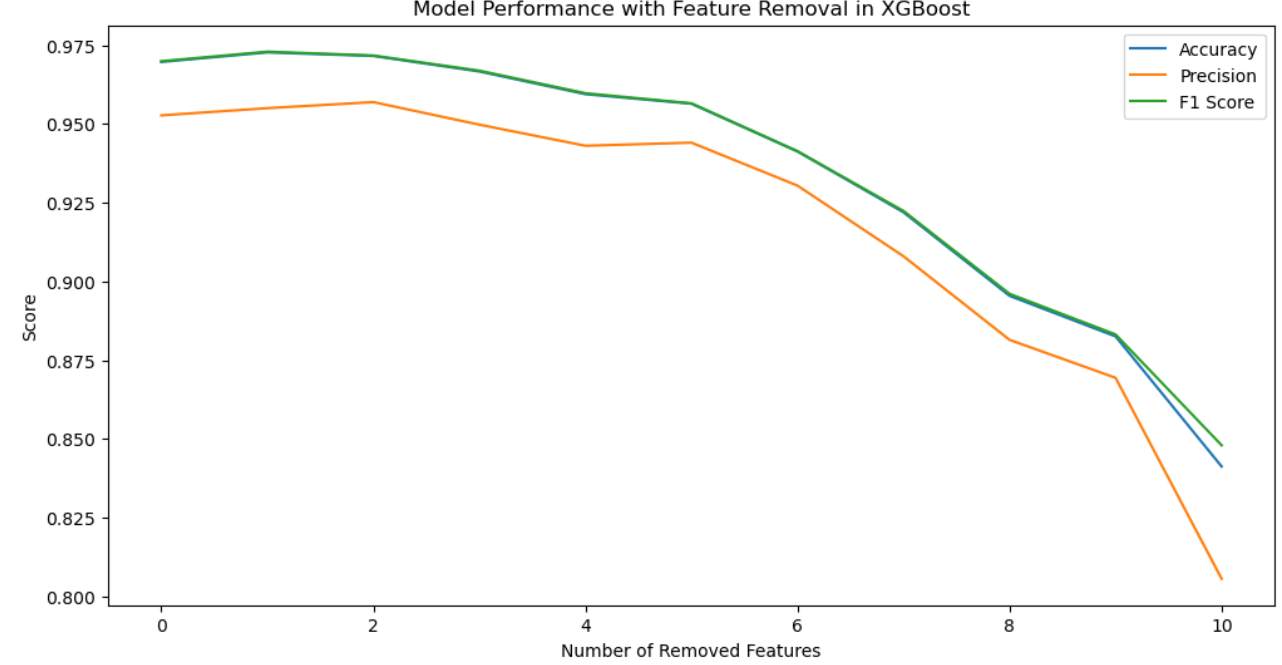 Model Performance with Feature Removal in XGBoost
Accuracy
Precision
F1 Score
0.975
0.950
0.925
0.900
0.875
0.850
0.825
0.800
Score
0 2 4 6 8 10
Number of Removed Features